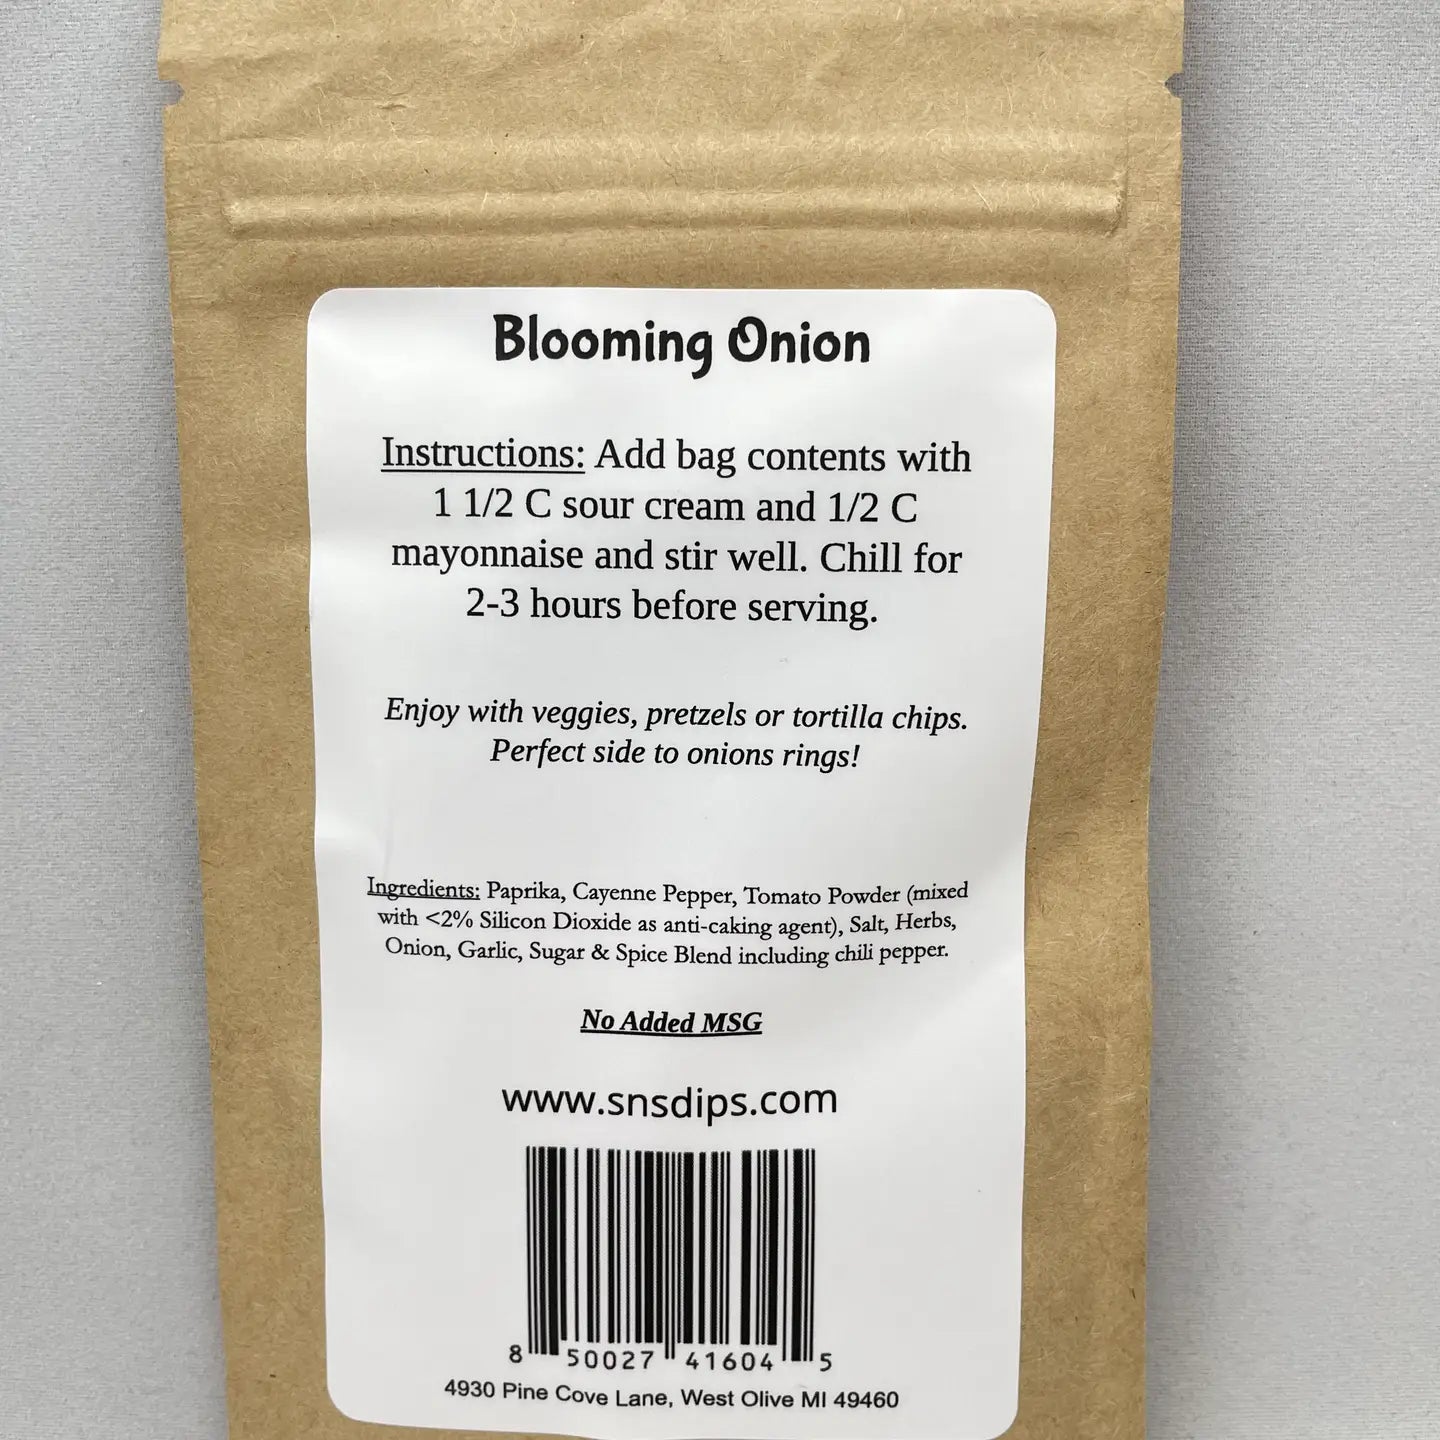 Blooming Onion
Instructions: Add bag contents with
1 1/2 C sour cream and 1/2 C
mayonnaise and stir well. Chill for
2-3 hours before serving.
Enjoy with veggies, pretzels or tortilla chips.
Perfect side to onions rings!
Ingredients: Paprika, Cayenne Pepper, Tomato Powder (mixed
with <2% Silicon Dioxide as anti-caking agent), Salt, Herbs,
Onion, Garlic, Sugar & Spice Blend including chili pepper.
No Added MSG
www.snsdips.com
8 50027 41604 5
4930 Pine Cove Lane, West Olive MI 49460